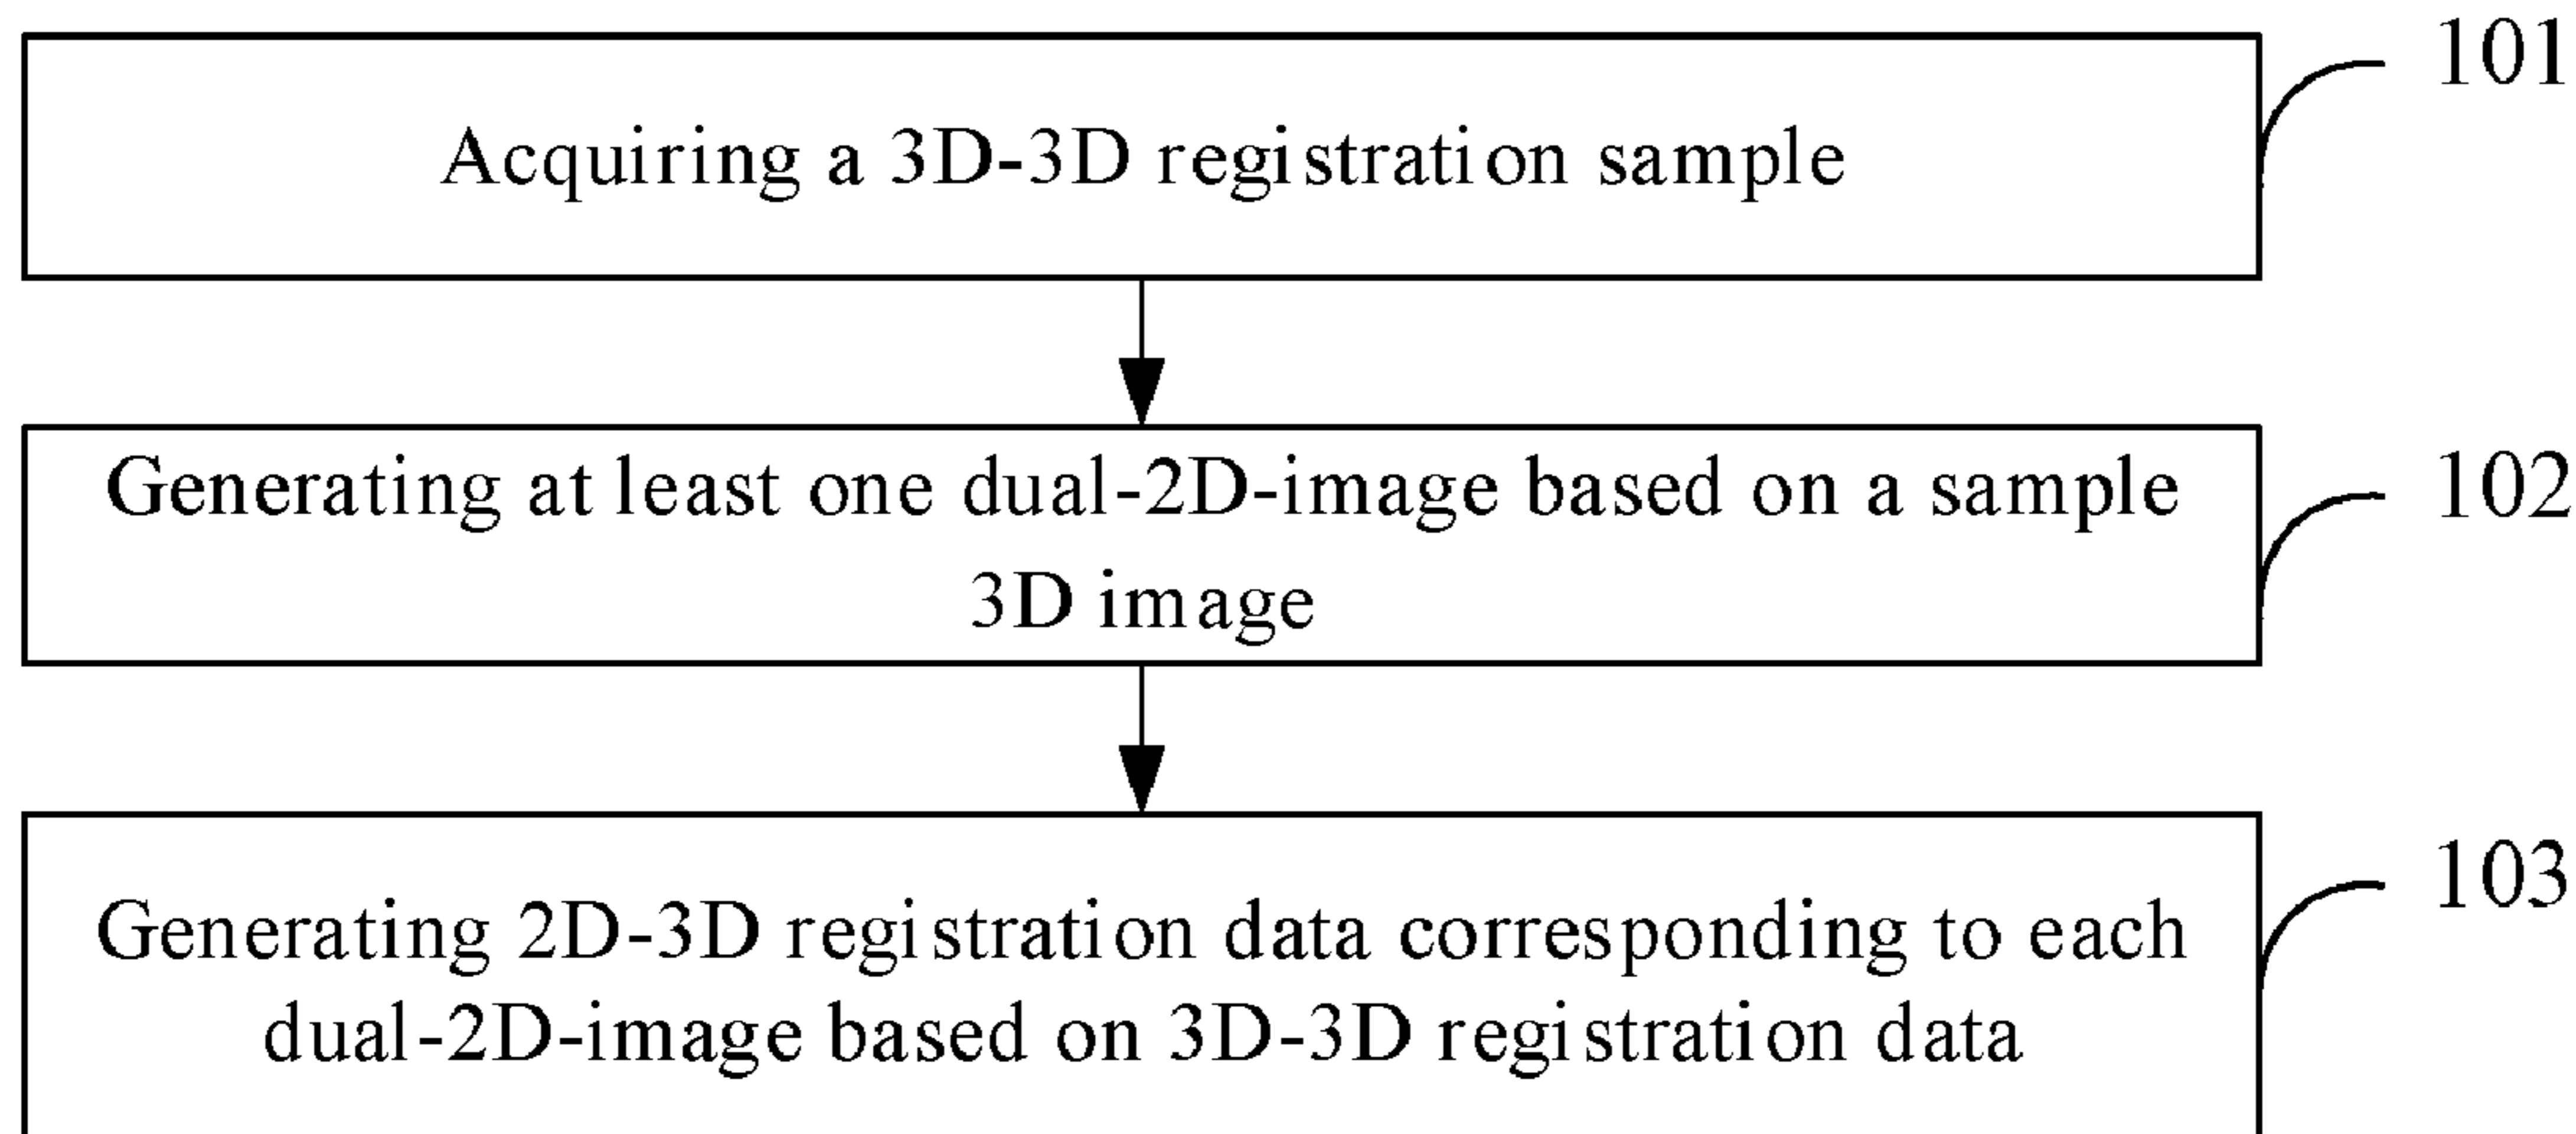 101
Acquiring a 3D-3D registration sample
Generating at least one dual-2D-image based on a sample
102
3D image
103
Generating 2D-3D registration data corresponding to each
dual-2D-image based on 3D-3D registration data